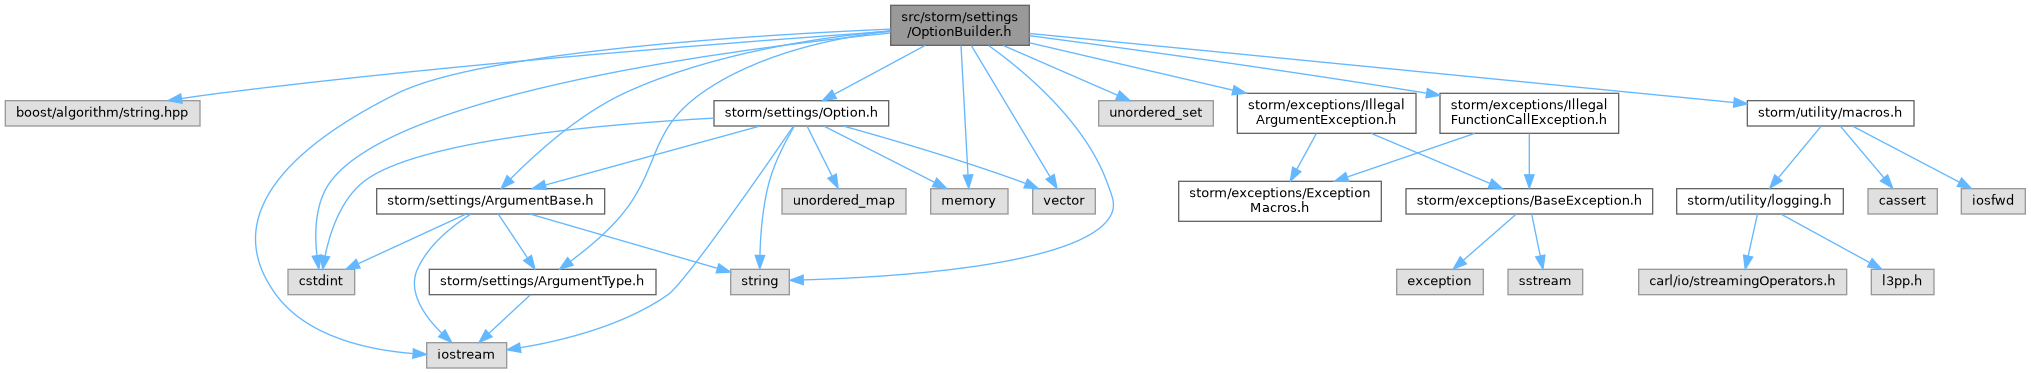 src/storm/settings
/OptionBuilder.h
boost/algorithm/string.hpp
storm/settings/Option.h
unordered_set
storm/exceptions/Illegal
ArgumentException.h
storm/exceptions/Illegal
FunctionCallException.h
storm/utility/macros.h
storm/settings/ArgumentBase.h
unordered_map
memory
vector
storm/exceptions/Exception
Macros.h
storm/exceptions/BaseException.h
storm/utility/logging.h
cassert
iosfwd
cstdint
storm/settings/ArgumentType.h
string
exception
sstream
carl/io/streamingOperators.h
l3pp.h
iostream